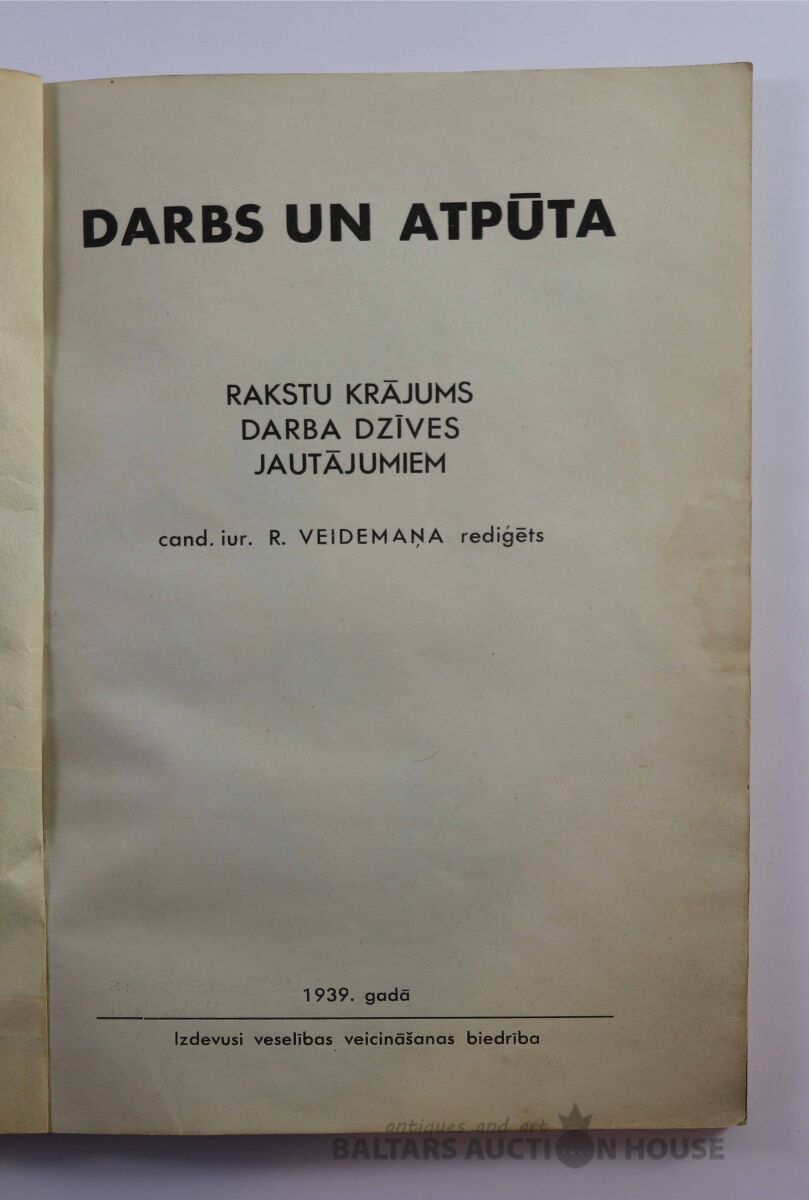 DARBS UN ATPŪTA
RAKSTU KRĀJUMS
DARBA DZĪVES
JAUTĀJUMIEM
cand. iur. R. VEIDEMAŅA rediģēts
1939. gadā
Izdevusi veselības veicināšanas biedrība
antiques and art
BALTARS AUCTION HOUSE